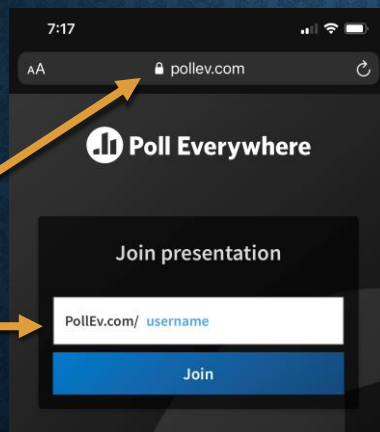 7:17
AA pollev.com
Poll Everywhere
Join presentation
PollEv.com/ username
Join